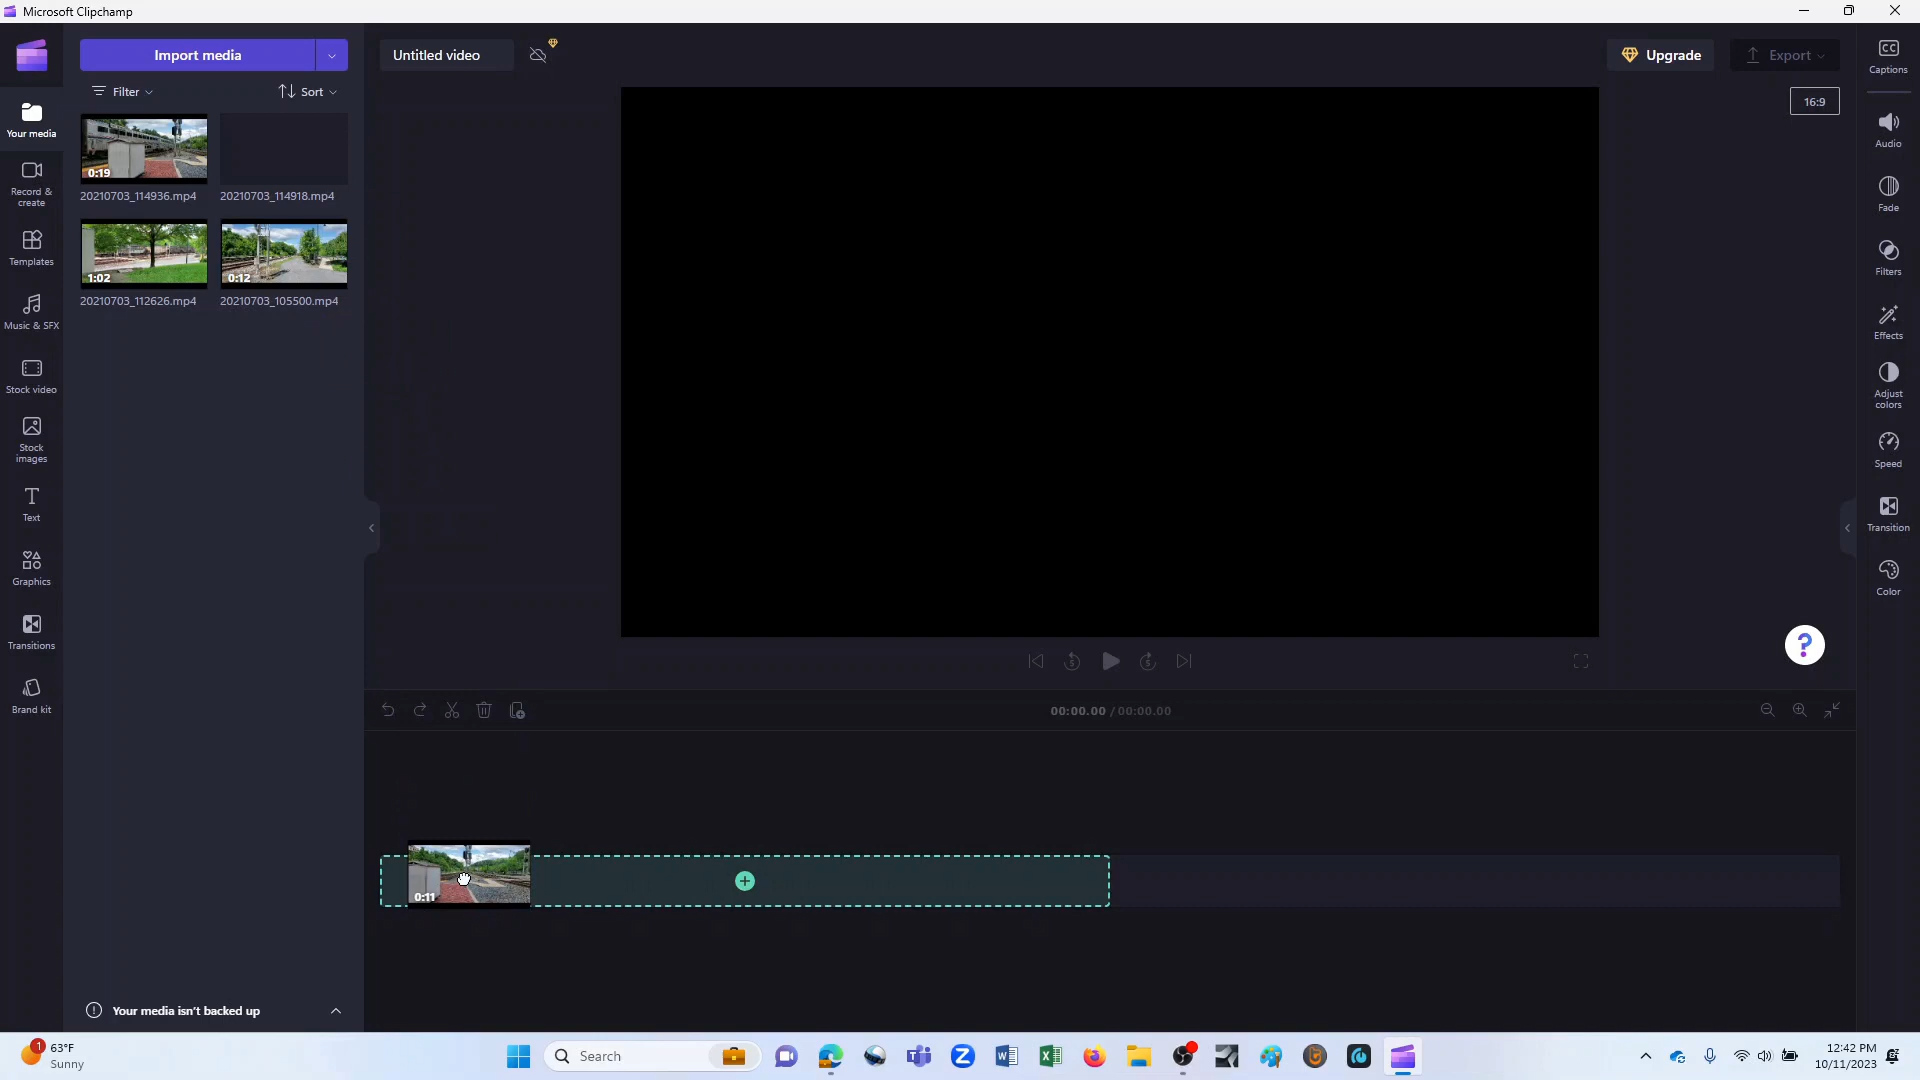 Microsoft Clipchamp
Import media
Untitled video
Upgrade
Export
Captions
Filter
Sort
16:9
Your media
0:19
20210703_114936.mp4
20210703_114918.mp4
Audio
Record &
create
Fade
Templates
1:02
0:12
20210703_112626.mp4
20210703_105500.mp4
Filters
Music & SFX
Effects
Stock video
Adjust
colors
Stock
images
Speed
Text
Transition
Graphics
Color
Transitions
?
5
5
Brand kit
00:00.00 / 00:00.00
0:11
Your media isn't backed up
1
63°F
Sunny
Search
12:42 PM
10/11/2023